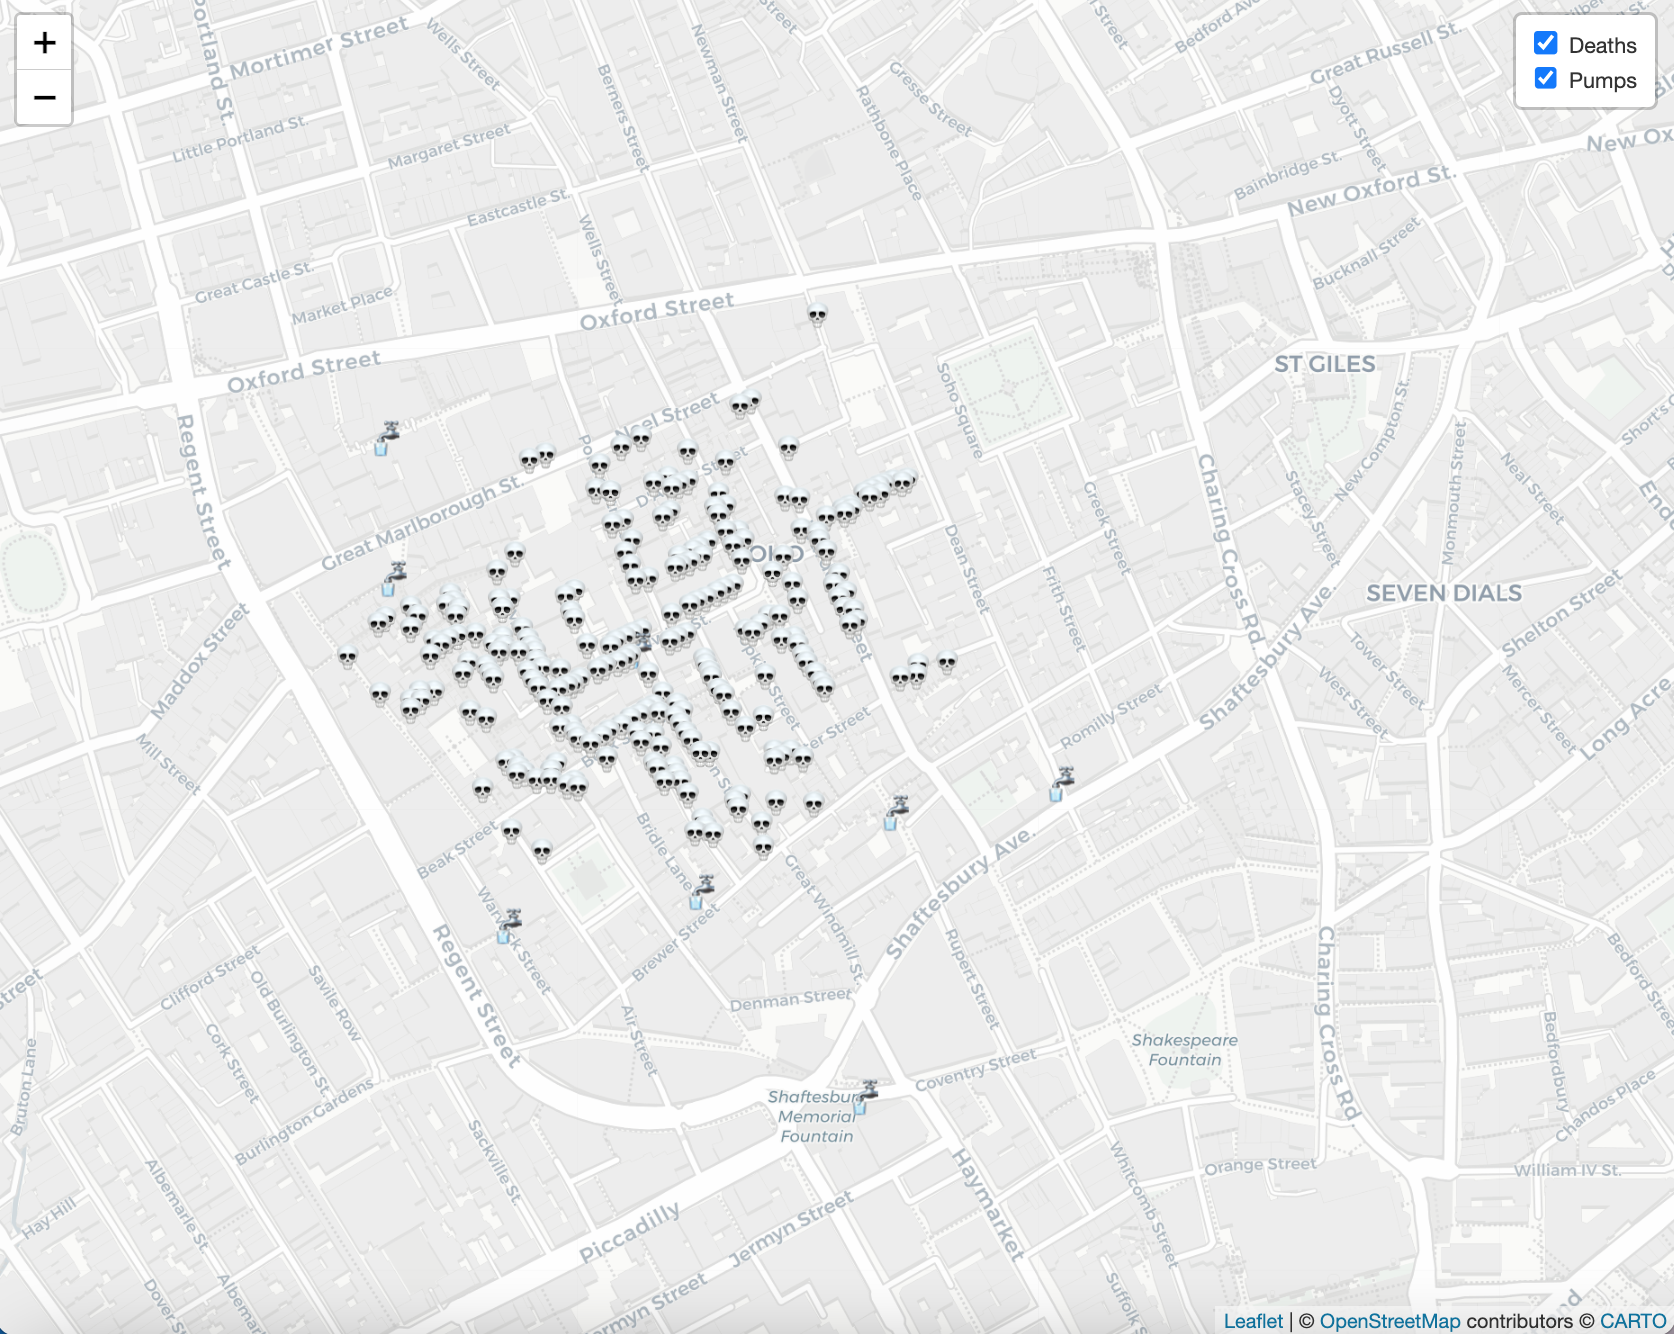 +
−
Deaths
Pumps
Portland St.
Mortimer Street
Wells Street
Berners Street
Newman Street
Street
Gresse Street
Rathbone Place
Bedford Ave.
Great Russell St.
Dyott Street
Bainbridge St.
New Oxford St.
New Ox
Little Portland St.
Margaret Street
Eastcastle St.
Wells Street
Great Castle St.
Market Place
Oxford Street
Oxford Street
Bucknall Street
ST GILES
Soho Square
Noel Street
Street
Regent Street
Great Marlborough St.
Charing Cross Rd
Stacey Street
New Compton St.
Monmouth Street
Neal Street
Short's
End
Greek Street
Dean Street
Frith Street
SEVEN DIALS
Shelton Street
Tower Street
West Street
Mercer Street
Long Acre
Maddox Street
Mill Street
Street
Romilly Street
Shaftesbury Ave.
Beak Street
Bridle Lane
Great Windmill St.
Shaftesbury Ave.
Brewer Street
Denman Street
Rupert Street
Regent Street
Clifford Street
Savile Row
Old Burlington St.
Cork Street
Air Street
Street
Bruton Lane
Burlington Gardens
Sackville St.
Albemarle St.
Hay Hill
Dover St
Albemar
Shakespeare
Fountain
Coventry Street
Memorial
Fountain
Charing Cross Rd
Bedford Street
Bedfordbury
Chandos Place
William IV St.
Orange Street
Whitcomb Street
Haymarket
Piccadilly
Jermyn Street
ermyn Street
Suffolk S
Leaflet | © OpenStreetMap contributors © CARTO